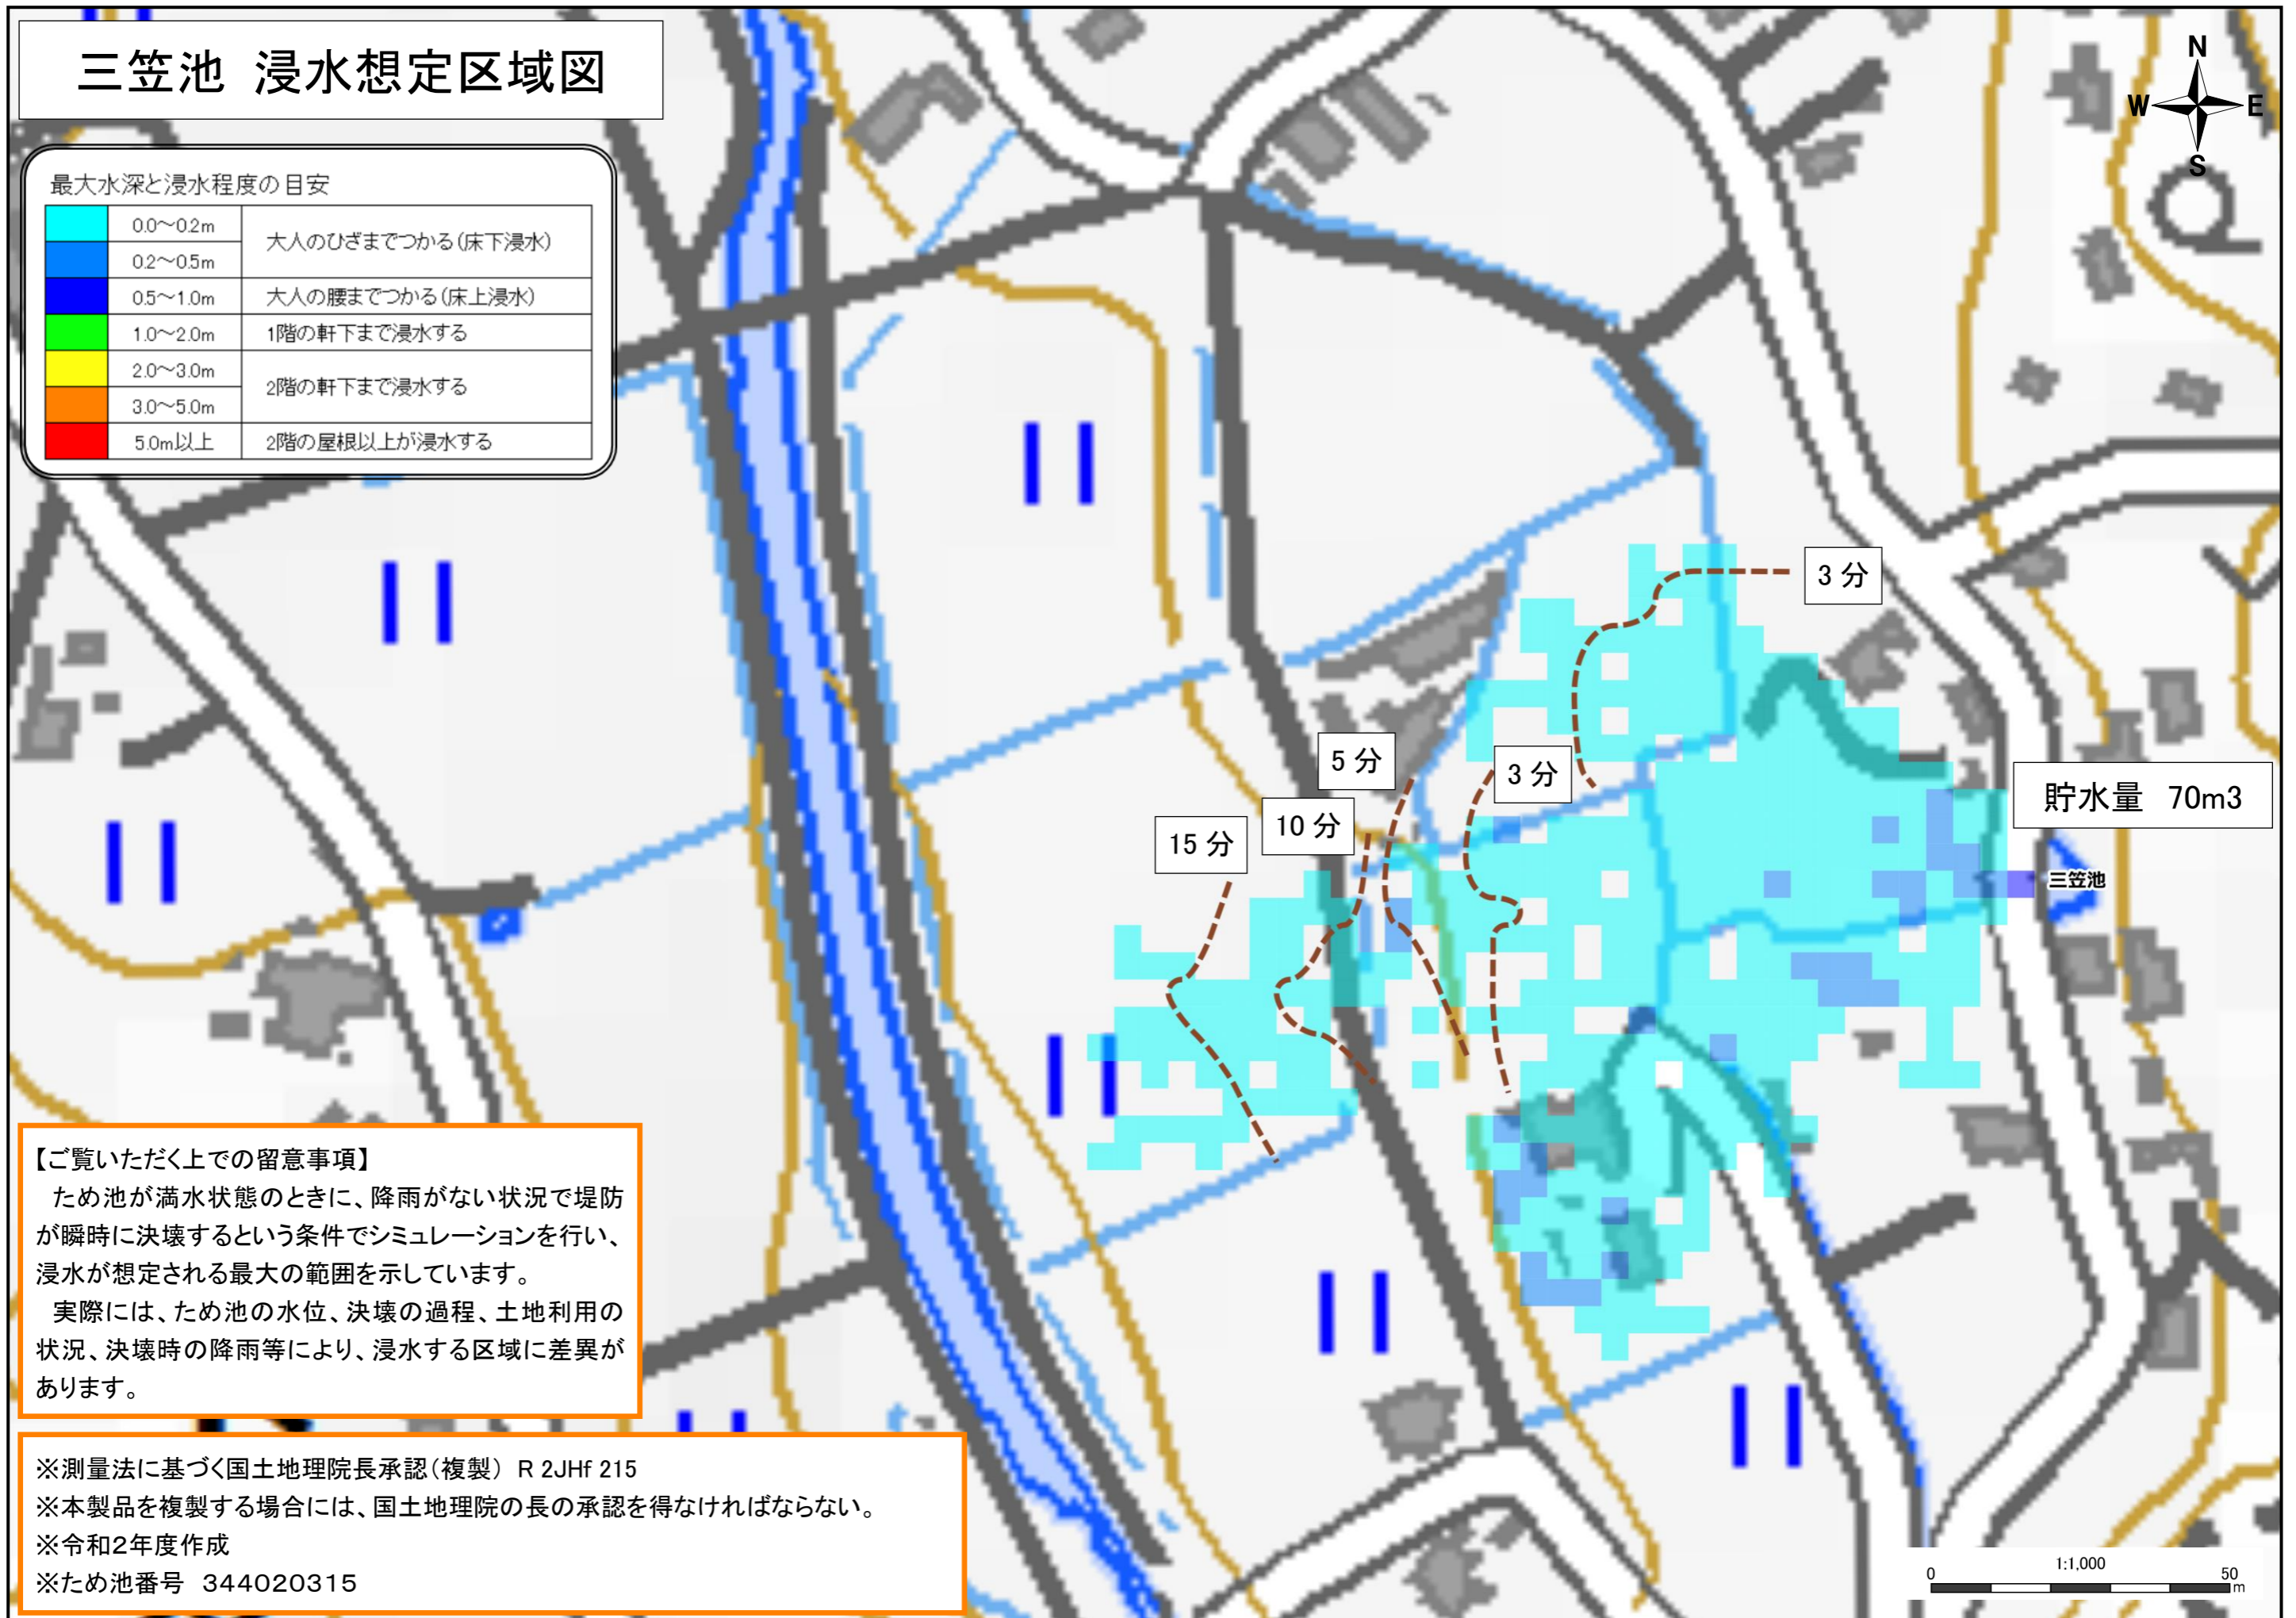 三笠池 浸水想定区域図
N
W E
S
最大水深と浸水程度の目安
0.0～0.2m
大人のひざまでつかる(床下浸水)
0.2～0.5m
0.5～1.0m 大人の腰までつかる(床上浸水)
1.0～2.0m 1階の軒下まで浸水する
2.0～3.0m
2階の軒下まで浸水する
3.0～5.0m
5.0m以上 2階の屋根以上が浸水する
3 分
5 分
3 分
10 分
15 分
貯水量 70m3
三笠池
【ご覧いただく上での留意事項】
ため池が満水状態のときに、降雨がない状況で堤防
が瞬時に決壊するという条件でシミュレーションを行い、
浸水が想定される最大の範囲を示しています。
実際には、ため池の水位、決壊の過程、土地利用の
状況、決壊時の降雨等により、浸水する区域に差異が
あります。
※測量法に基づく国土地理院長承認(複製) R 2JHf 215
※本製品を複製する場合には、国土地理院の長の承認を得なければならない。
※令和2年度作成
※ため池番号 344020315
1:1,000
0 50
m